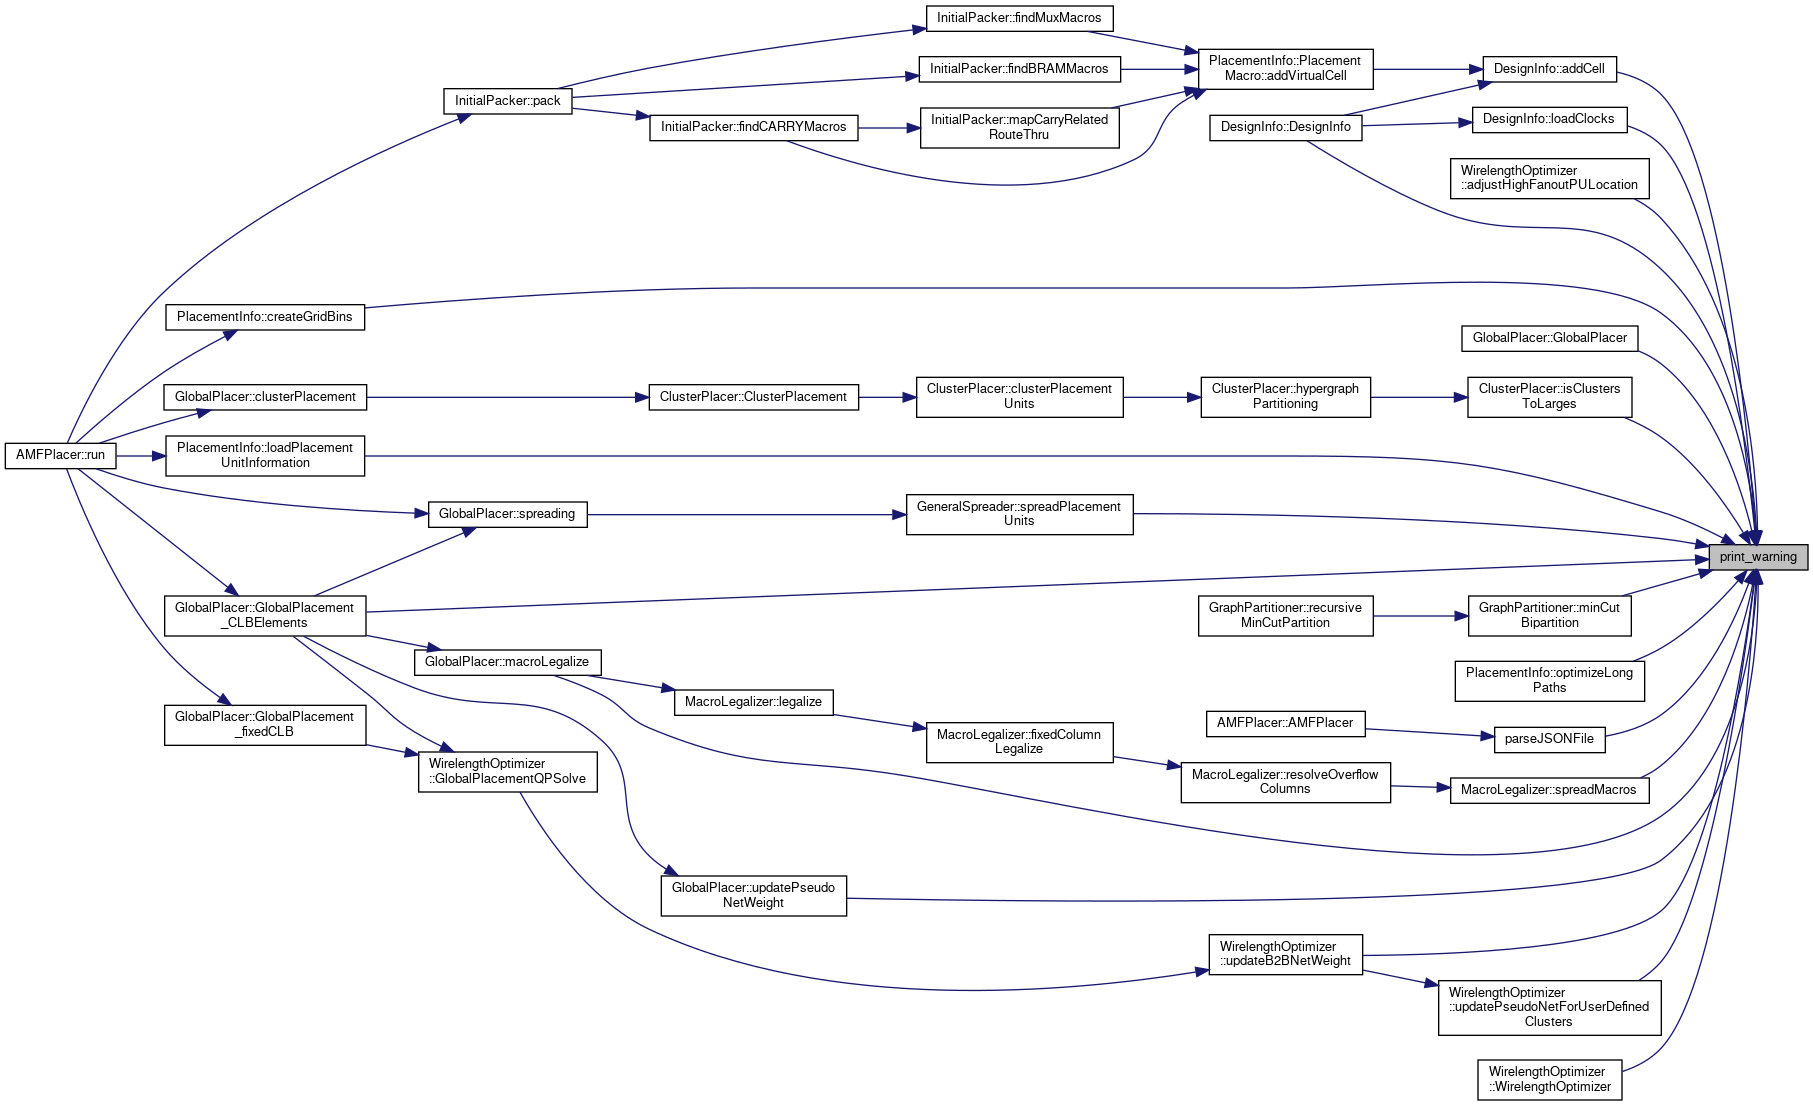 InitialPacker::findMuxMacros
PlacementInfo::Placement
Macro::addVirtualCell
InitialPacker::findBRAMMacros
DesignInfo::addCell
InitialPacker::pack
InitialPacker::mapCarryRelated
RouteThru
InitialPacker::findCARRYMacros
DesignInfo::DesignInfo
DesignInfo::loadClocks
WirelengthOptimizer
::adjustHighFanoutPULocation
PlacementInfo::createGridBins
GlobalPlacer::GlobalPlacer
GlobalPlacer::clusterPlacement
ClusterPlacer::ClusterPlacement
ClusterPlacer::clusterPlacement
Units
ClusterPlacer::hypergraph
Partitioning
ClusterPlacer::isClusters
ToLarges
AMFPlacer::run
PlacementInfo::loadPlacement
UnitInformation
GlobalPlacer::spreading
GeneralSpreader::spreadPlacement
Units
print_warning
GlobalPlacer::GlobalPlacement
_CLBElements
GraphPartitioner::recursive
MinCutPartition
GraphPartitioner::minCut
Bipartition
GlobalPlacer::macroLegalize
PlacementInfo::optimizeLong
Paths
MacroLegalizer::legalize
GlobalPlacer::GlobalPlacement
_fixedCLB
MacroLegalizer::fixedColumn
Legalize
AMFPlacer::AMFPlacer
parseJSONFile
WirelengthOptimizer
::GlobalPlacementQPSolve
MacroLegalizer::resolveOverflow
Columns
MacroLegalizer::spreadMacros
GlobalPlacer::updatePseudo
NetWeight
WirelengthOptimizer
::updateB2BNetWeight
WirelengthOptimizer
::updatePseudoNetForUserDefined
Clusters
WirelengthOptimizer
::WirelengthOptimizer